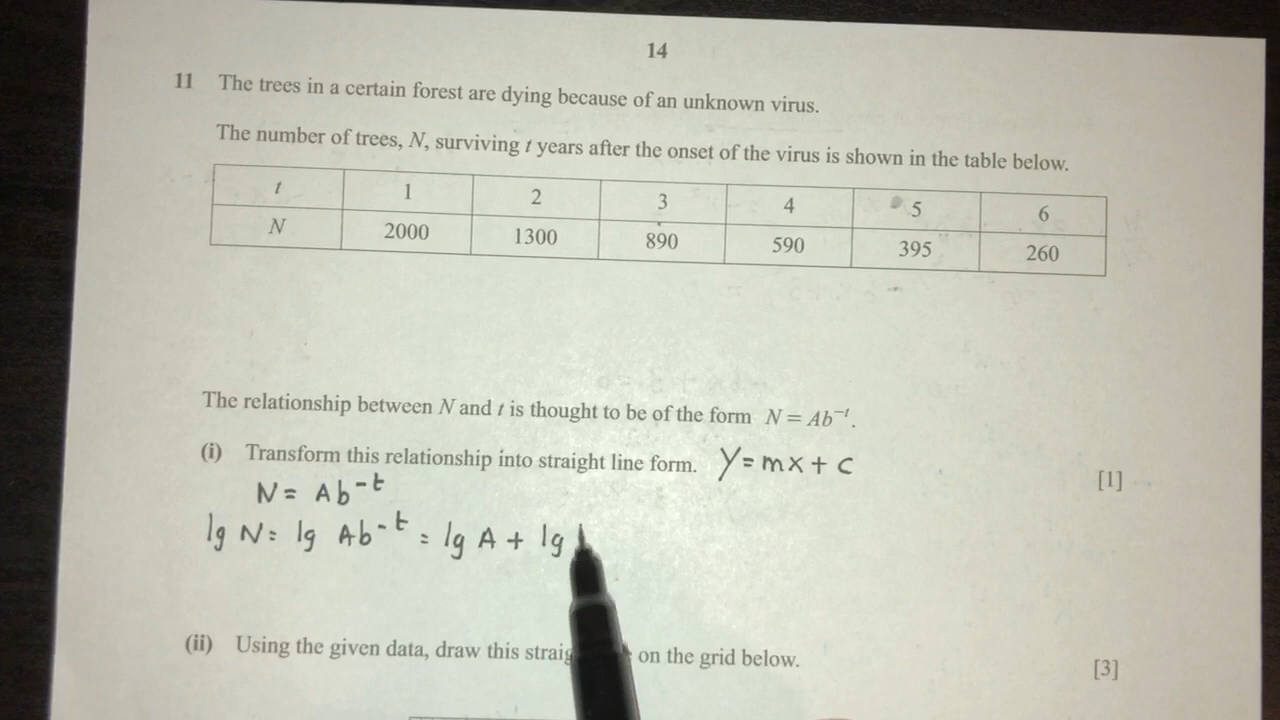 14
11 The trees in a certain forest are dying because of an unknown virus.
The number of trees, N, surviving t years after the onset of the virus is shown in the table below.
t 1 2 3 4 5 6
N 2000 1300 890 590 395 260
The relationship between N and t is thought to be of the form N = Ab⁻ᵗ.
(i) Transform this relationship into straight line form. Y = mx + c [1]
N = Ab⁻ᵗ
lg N = lg Ab⁻ᵗ = lg A + lg
(ii) Using the given data, draw this on the grid below. [3]